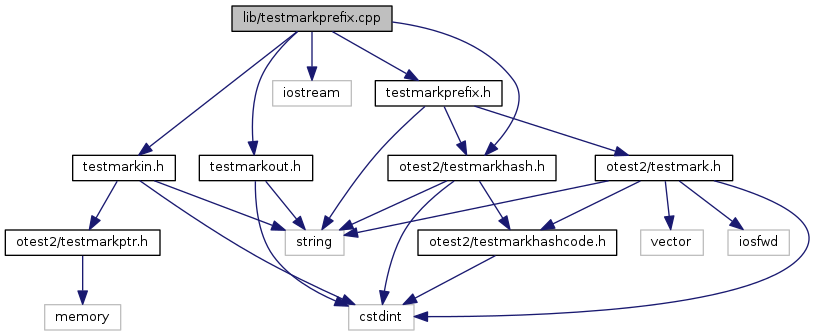 lib/testmarkprefix.cpp
iostream
testmarkprefix.h
testmarkin.h
testmarkout.h
otest2/testmarkhash.h
otest2/testmark.h
otest2/testmarkptr.h
string
otest2/testmarkhashcode.h
vector
iosfwd
memory
cstdint